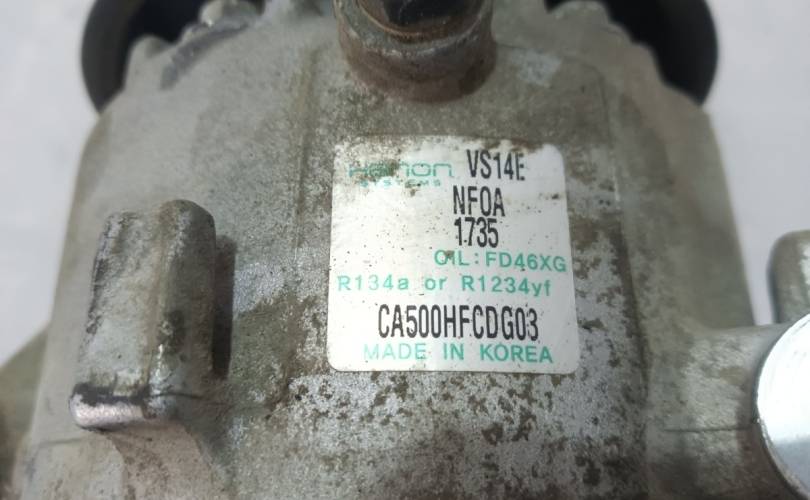 Hanon VS14E
SYSTEMS
NF0A
1735
OIL:FD46XG
R134a or R1234yf
CA500HFCDG03
MADE IN KOREA